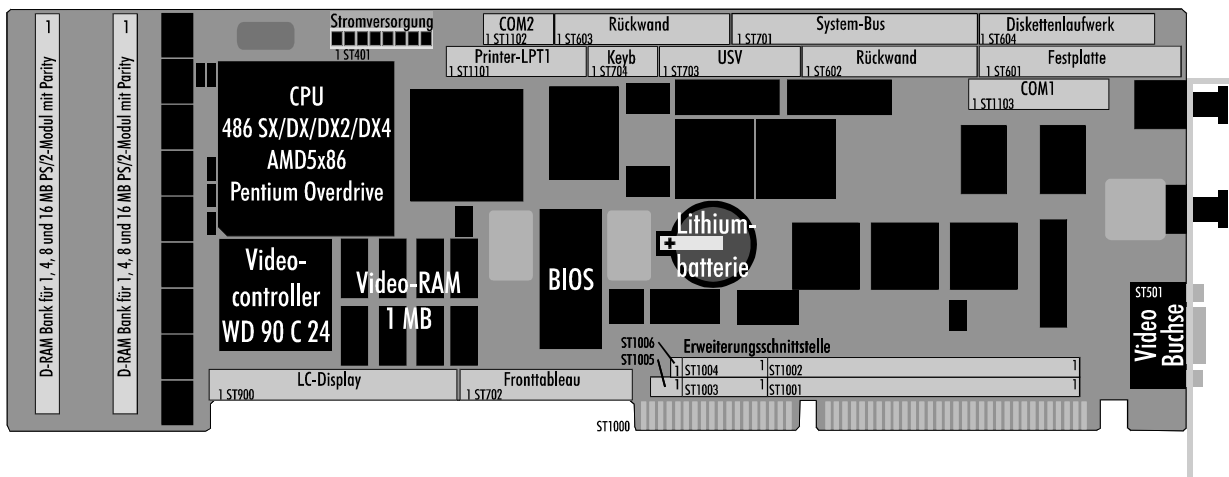 1
D-RAM Bank für 1, 4, 8 und 16 MB PS/2-Modul mit Parity
1
D-RAM Bank für 1, 4, 8 und 16 MB PS/2-Modul mit Parity
Stromversorgung
1 ST401
COM2
1 ST1102
Rückwand
1 ST603
System-Bus
1 ST701
Diskettenlaufwerk
1 ST604
Printer-LPT1
1 ST1101
Keyb
1 ST704
USV
1 ST703
Rückwand
1 ST602
Festplatte
1 ST601
COM1
1 ST1103
CPU
486 SX/DX/DX2/DX4
AMD5x86
Pentium Overdrive
Video-
controller
WD 90 C 24
Video-RAM
1 MB
BIOS
+
Lithium-
batterie
ST501
Video
Buchse
ST1006
ST1005
Erweiterungsschnittstelle
1 ST1004
1 ST1002
1
1 ST1003
1 ST1001
1
LC-Display
1 ST900
Fronttableau
1 ST702
ST1000